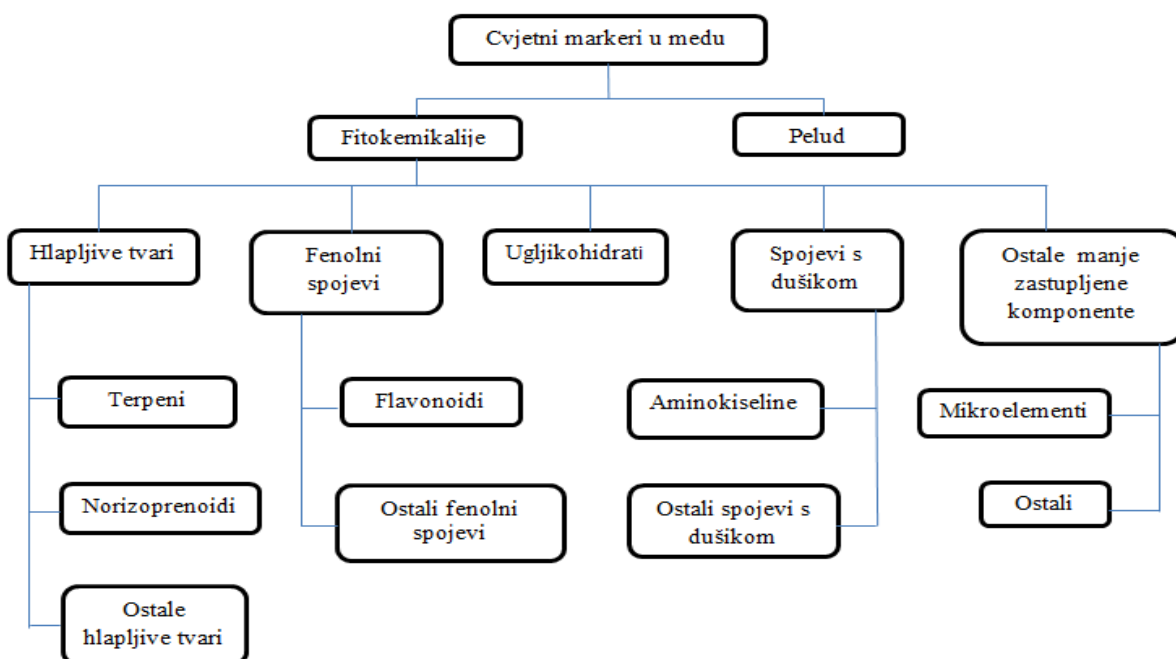 Cvjetni markeri u medu
Fitokemikalije
Pelud
Hlapljive tvari
Fenolni
spojevi
Ugljikohidrati
Spojevi s
dušikom
Ostale manje
zastupljene
komponente
Terpeni
Flavonoidi
Aminokiseline
Mikroelementi
Norizoprenoidi
Ostali fenolni
spojevi
Ostali spojevi s
dušikom
Ostali
Ostale
hlapljive tvari